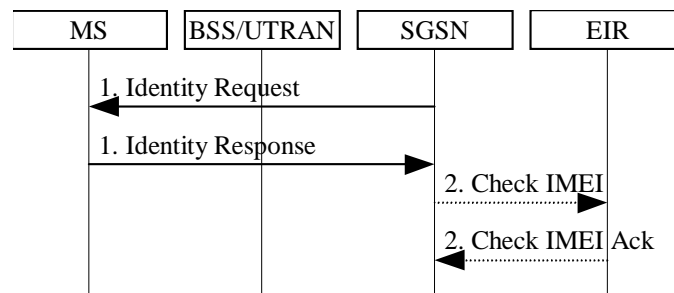 MS BSS/UTRAN SGSN EIR
1. Identity Request
1. Identity Response
2. Check IMEI
2. Check IMEI Ack